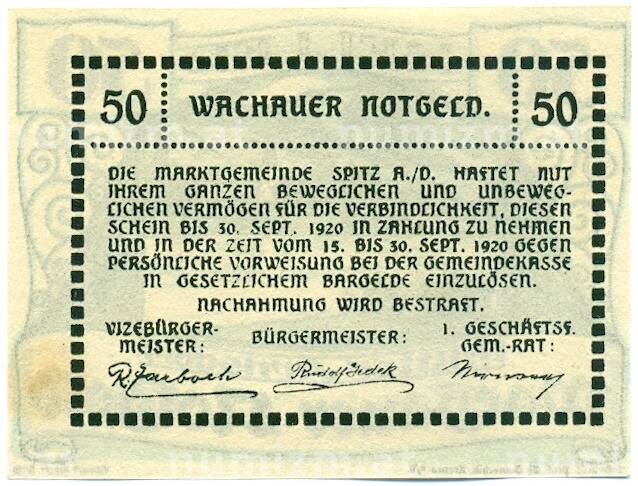 50 WACHAUER NOTGELD. 50
DIE MARKTGEMEINDE SPITZ A./D. HAFTET MIT
IHREM GANZEN BEWEGLICHEN UND UNBEWEG-
LICHEN VERMÖGEN FÜR DIE VERBINDLICHKEIT, DIESEN
SCHEIN BIS 30. SEPT. 1920 IN ZAHLUNG ZU NEHMEN
UND IN DER ZEIT VOM 15. BIS 30. SEPT. 1920 GEGEN
PERSÖNLICHE VORWEISUNG BEI DER GEMEINDEKASSE
IN GESETZLICHEM BARGELDE EINZULÖSEN.
NACHAHMUNG WIRD BESTRAFT.
VIZEBÜRGER-
MEISTER:
BÜRGERMEISTER:
1. GESCHÄFTSF.
GEM.-RAT: